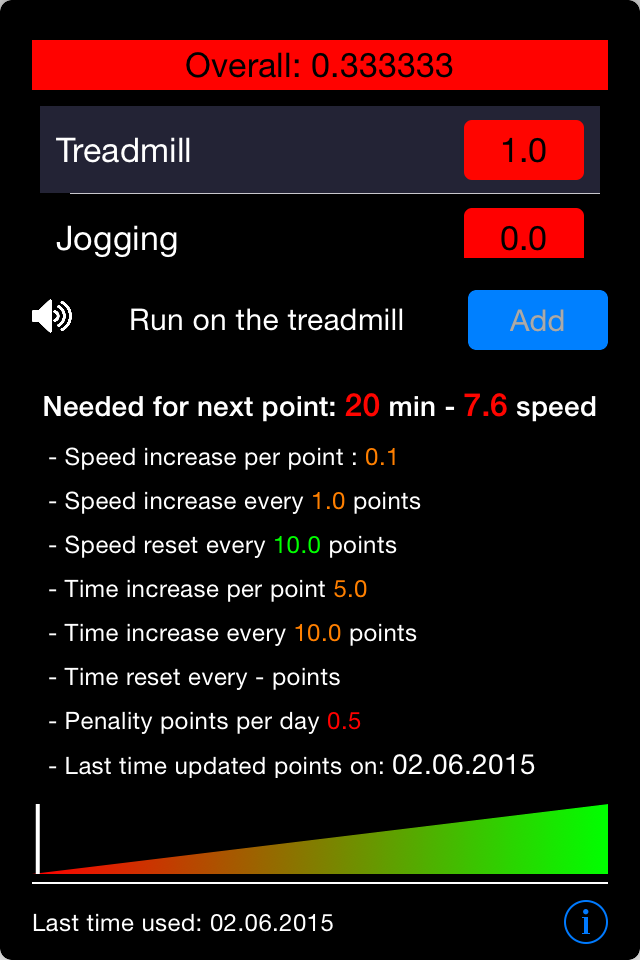 Overall: 0.333333
Treadmill 1.0
Jogging 0.0
Run on the treadmill Add
Needed for next point: 20 min - 7.6 speed
- Speed increase per point : 0.1
- Speed increase every 1.0 points
- Speed reset every 10.0 points
- Time increase per point 5.0
- Time increase every 10.0 points
- Time reset every - points
- Penality points per day 0.5
- Last time updated points on: 02.06.2015
Last time used: 02.06.2015 i